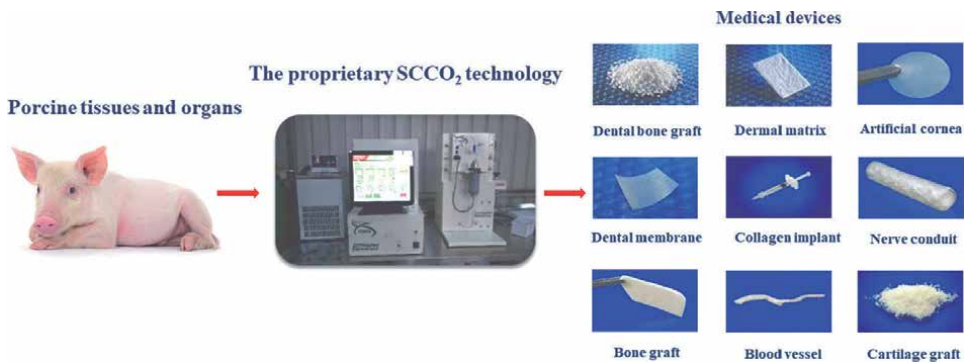 Medical devices
The proprietary SCCO₂ technology
Porcine tissues and organs
Dental bone graft
Dermal matrix
Artificial cornea
Dental membrane
Collagen implant
Nerve conduit
Bone graft
Blood vessel
Cartilage graft